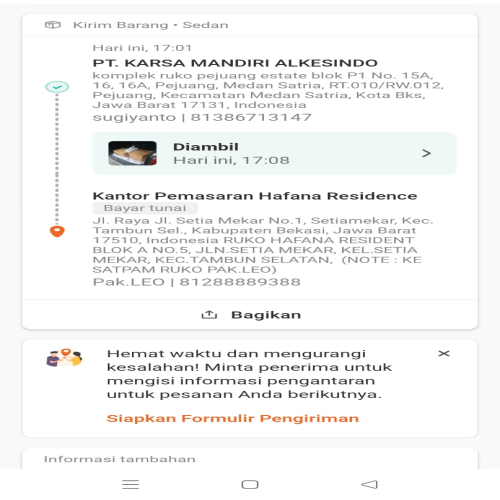 Kirim Barang • Sedan
Hari ini, 17:01
PT. KARSA MANDIRI ALKESINDO
komplek ruko pejuang estate blok P1 No. 15A,
16, 16A, Pejuang, Medan Satria, RT.010/RW.012,
Pejuang, Kecamatan Medan Satria, Kota Bks,
Jawa Barat 17131, Indonesia
sugiyanto | 81386713147
Diambil
Hari ini, 17:08
Kantor Pemasaran Hafana Residence
Bayar tunai
Jl. Raya Jl. Setia Mekar No.1, Setiamekar, Kec.
Tambun Sel., Kabupaten Bekasi, Jawa Barat
17510, Indonesia RUKO HAFANA RESIDENT
BLOK A NO.5, JLN.SETIA MEKAR, KEL.SETIA
MEKAR, KEC.TAMBUN SELATAN,  (NOTE : KE
SATPAM RUKO PAK.LEO)
Pak.LEO | 81288889388
Bagikan
Hemat waktu dan mengurangi
kesalahan! Minta penerima untuk
mengisi informasi pengantaran
untuk pesanan Anda berikutnya.
Siapkan Formulir Pengiriman
Informasi tambahan